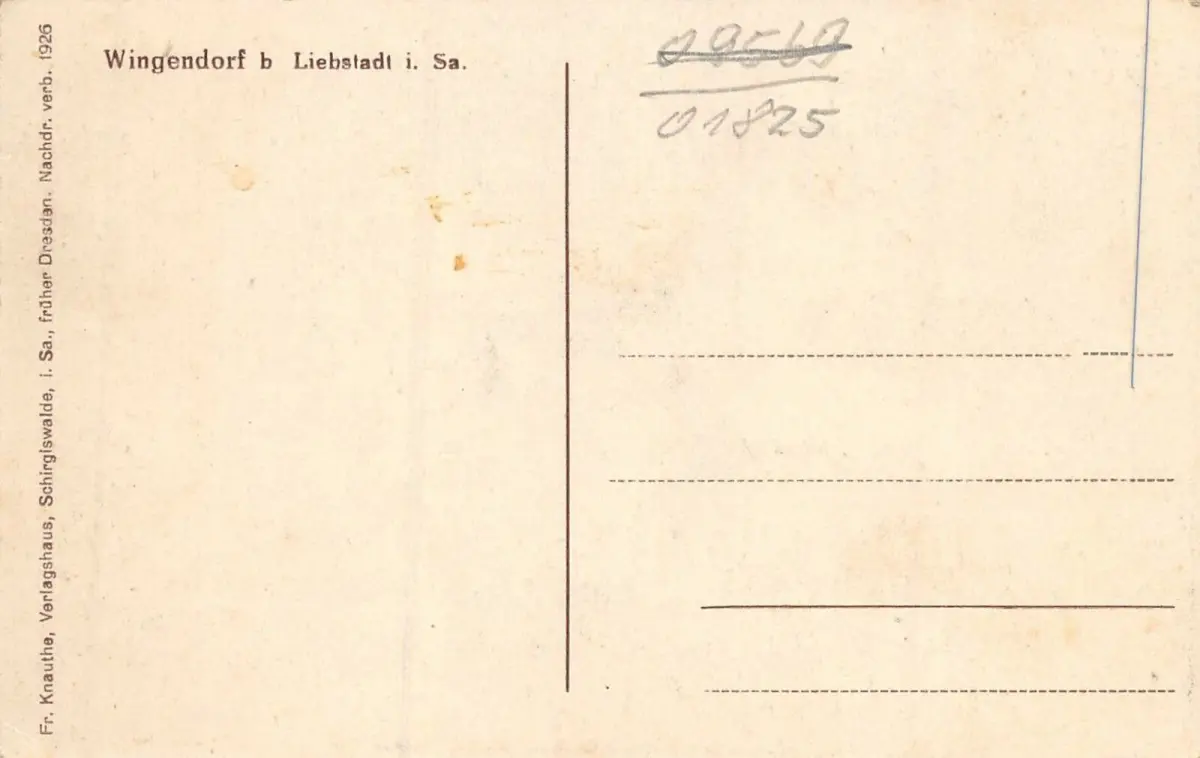 Wingendorf b Liebstadt i. Sa.
09569
01825
Fr. Knauthe, Verlagshaus, Schirgiswalde, i. Sa., früher Dresden. Nachdr. verb. 1926